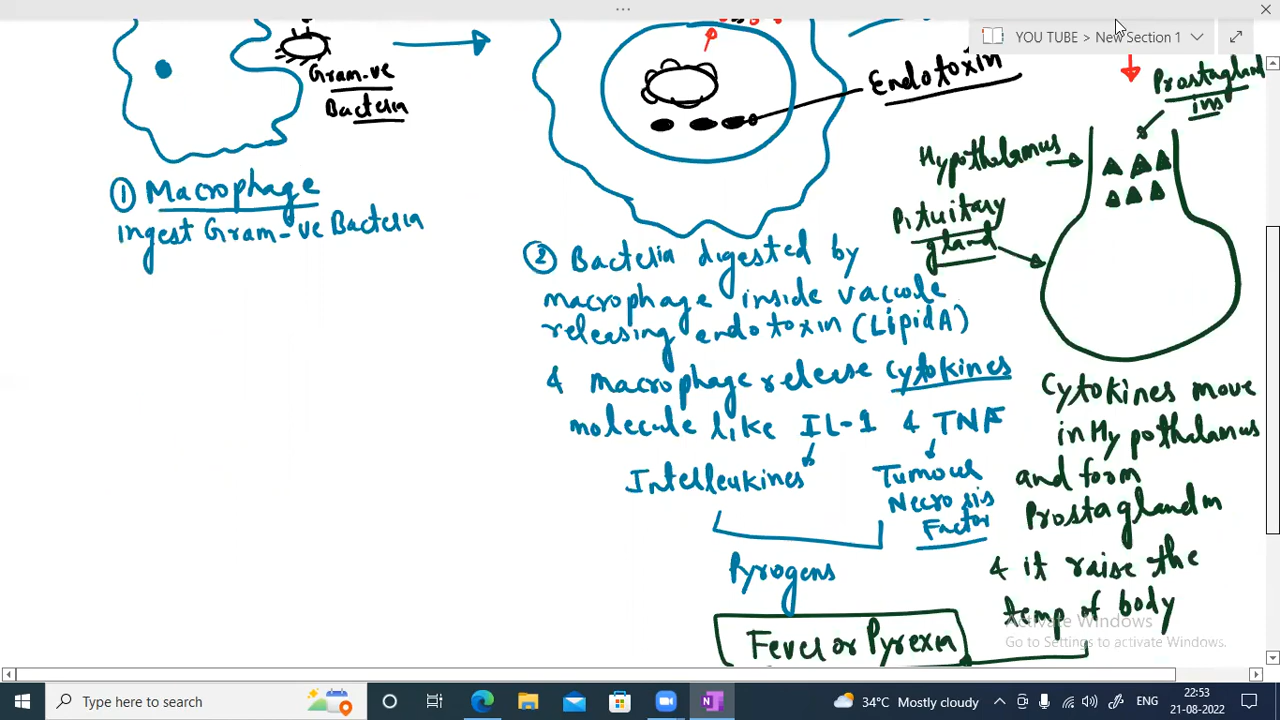 YOU TUBE > New Section 1
Gram-ve
Bacteria
Endotoxin
Prostagland
ins
Hypothalamus
Pituitary
gland
① Macrophage
ingest Gram-ve Bacteria
② Bacteria digested by
macrophage inside vacuole
releasing endotoxin (LipidA)
& macrophage release cytokines
molecule like IL-1 & TNF
Intelleukines
Tumour
Necrosis
Factor
Pyrogens
Fever or Pyrexia
Cytokines move
in Hypothalamus
and form
Prostaglandin
& it raise the
temp of body
Activate Windows
Go to Settings to activate Windows.
Type here to search
34°C Mostly cloudy
ENG
22:53
21-08-2022